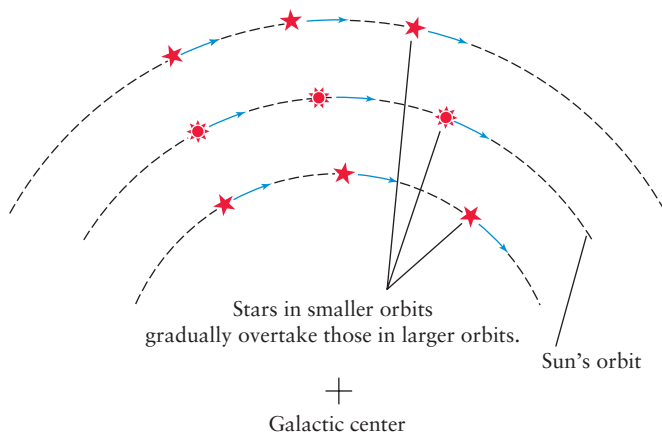 Stars in smaller orbits
gradually overtake those in larger orbits.
Sun's orbit
Galactic center